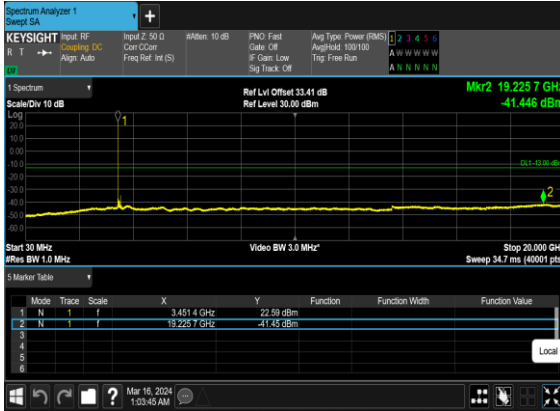 Spectrum Analyzer 1
Swept SA
+
KEYSIGHT Input: RF Input Z: 50 Ω #Atten: 10 dB PNO: Fast Avg Type: Power (RMS) 1 2 3 4 5 6
R T Coupling: DC Corr CCorr Gate: Off Avg|Hold: 100/100 A W W W W W
Align: Auto Freq Ref: Int (S) IF Gain: Low Trig: Free Run
Sig Track: Off A N N N N N
1 Spectrum Ref Lvl Offset 33.41 dB Mkr2 19.225 7 GHz
Scale/Div 10 dB Ref Level 30.00 dBm -41.446 dBm
Log
20.0
10.0
0.00
-10.0
-20.0
-30.0
-40.0
-50.0
-60.0
1
DL1 -13.00 dBm
2
Start 30 MHz Video BW 3.0 MHz* Stop 20.000 GHz
#Res BW 1.0 MHz Sweep 34.7 ms (40001 pts)
5 Marker Table
Mode Trace Scale X Y Function Function Width Function Value
1 N 1 f 3.451 4 GHz 22.59 dBm
2 N 1 f 19.225 7 GHz -41.45 dBm
3
4
5
6
Local
? Mar 16, 2024
1:03:45 AM